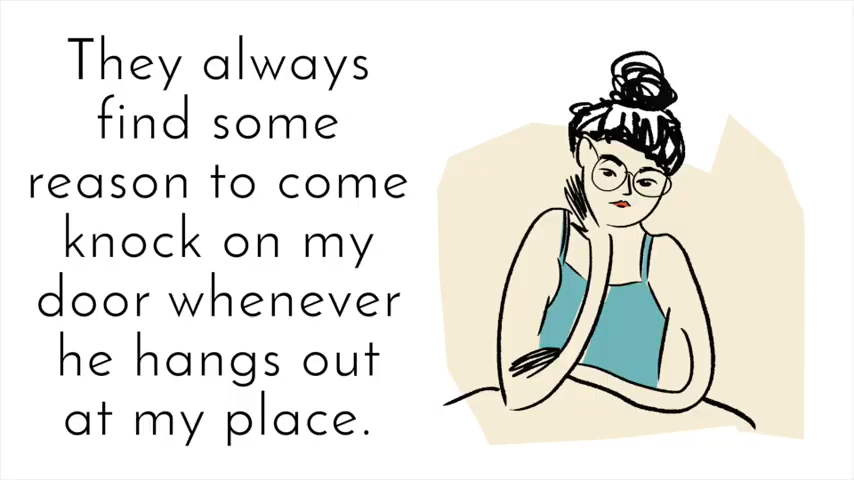 They always
find some
reason to come
knock on my
door whenever
he hangs out
at my place.